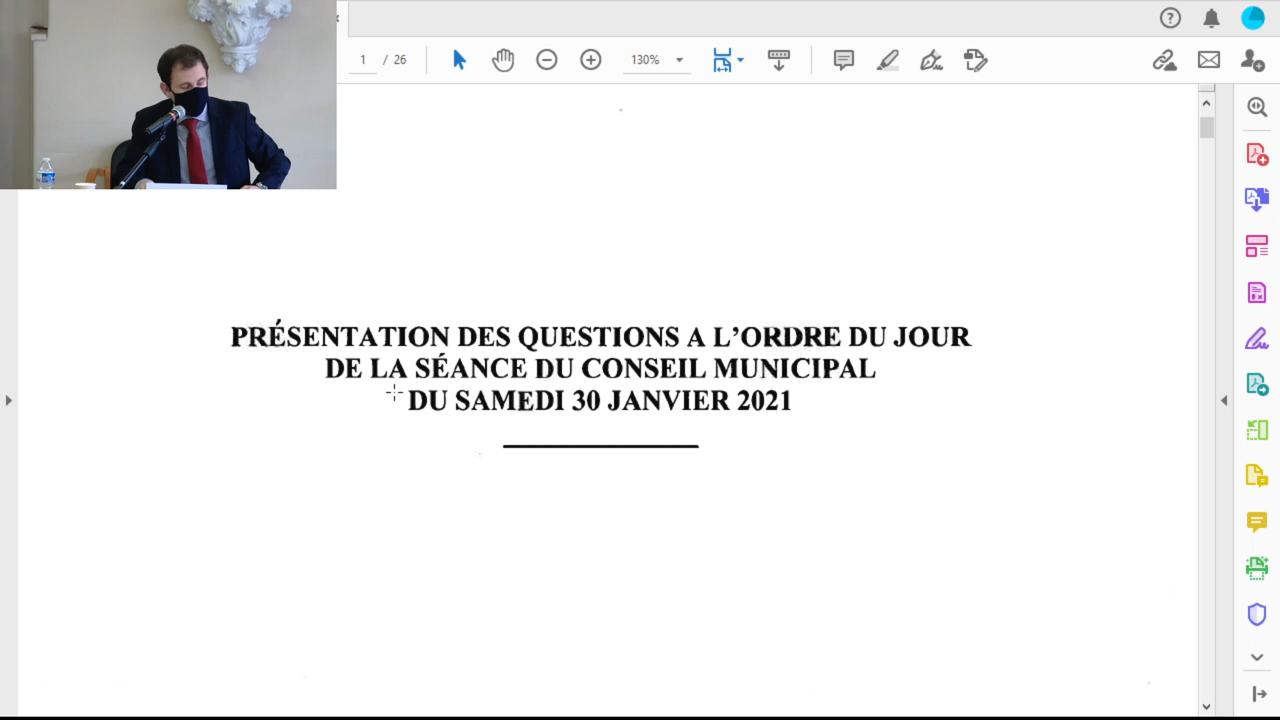 1 / 26
130%
PRÉSENTATION DES QUESTIONS A L'ORDRE DU JOUR
DE LA SÉANCE DU CONSEIL MUNICIPAL
DU SAMEDI 30 JANVIER 2021